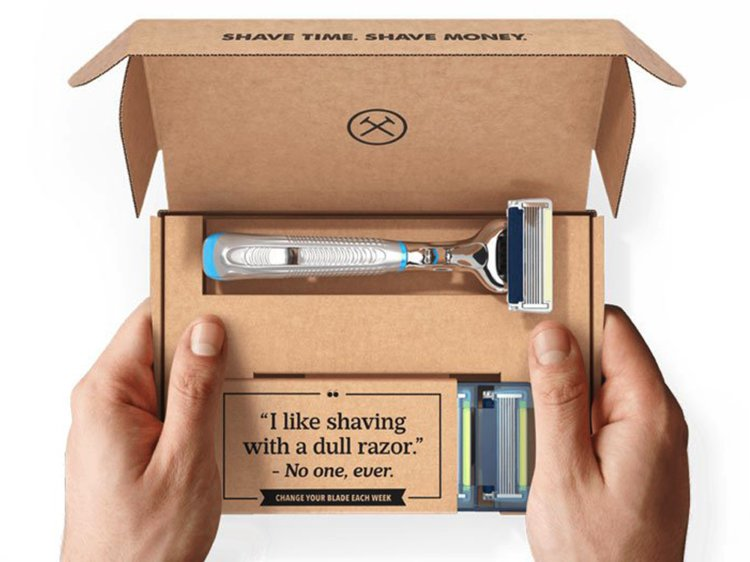 SHAVE TIME. SHAVE MONEY.
“I like shaving
with a dull razor.”
- No one, ever.
CHANGE YOUR BLADE EACH WEEK